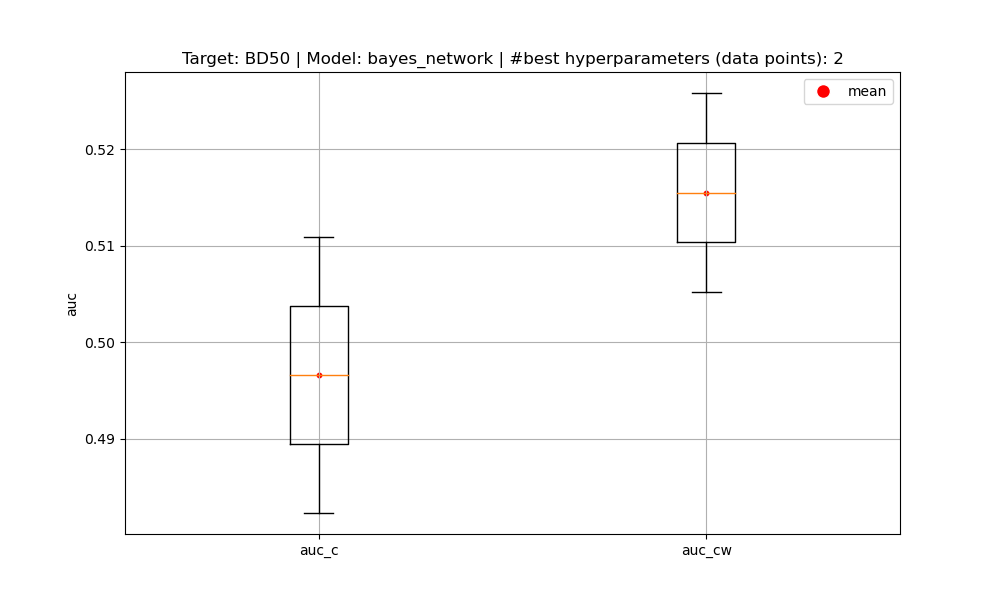 Target: BD50 | Model: bayes_network | #best hyperparameters (data points): 2
mean
0.52
0.51
0.50
0.49
auc
auc_c
auc_cw